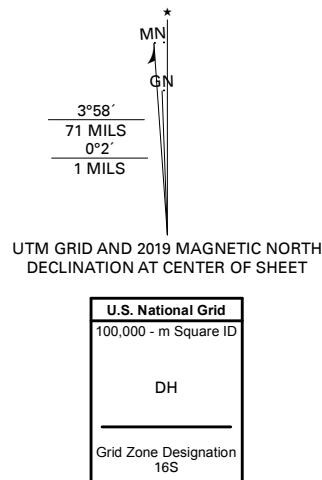 ★
MN
GN
3°58´
71 MILS
0°2´
1 MILS
UTM GRID AND 2019 MAGNETIC NORTH
DECLINATION AT CENTER OF SHEET
U.S. National Grid
100,000 - m Square ID
DH
Grid Zone Designation
16S